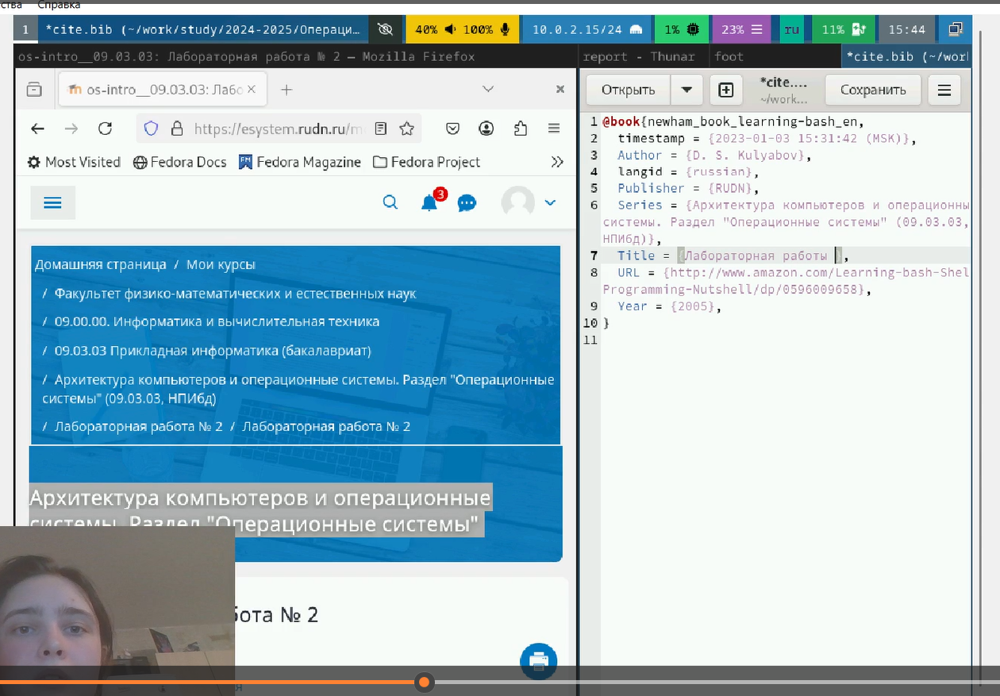 ства Справка
1 *cite.bib (~/work/study/2024-2025/Операци… 40% 100% 10.0.2.15/24 1% 23% ru 11% 15:44
os-intro__09.03.03: Лабораторная работа № 2 — Mozilla Firefox
report - Thunar
foot
*cite.bib (~/worl
os-intro__09.03.03: Лабо
https://esystem.rudn.ru/m
Most Visited Fedora Docs Fedora Magazine Fedora Project
3
Домашняя страница / Мои курсы
/ Факультет физико-математических и естественных наук
/ 09.00.00. Информатика и вычислительная техника
/ 09.03.03 Прикладная информатика (бакалавриат)
/ Архитектура компьютеров и операционные системы. Раздел "Операционные
системы" (09.03.03, НПИбд)
/ Лабораторная работа № 2 / Лабораторная работа № 2
Архитектура компьютеров и операционные
системы. Раздел "Операционные системы"
бота № 2
Открыть
*cite....
~/work...
Сохранить
1 @book{newham_book_learning-bash_en,
2 timestamp = {2023-01-03 15:31:42 (MSK)},
3 Author = {D. S. Kulyabov},
4 langid = {russian},
5 Publisher = {RUDN},
6 Series = {Архитектура компьютеров и операционны
системы. Раздел "Операционные системы" (09.03.03,
НПИбд)},
7 Title = {Лабораторная работы },
8 URL = {http://www.amazon.com/Learning-bash-Shel
Programming-Nutshell/dp/0596009658},
9 Year = {2005},
10 }
11